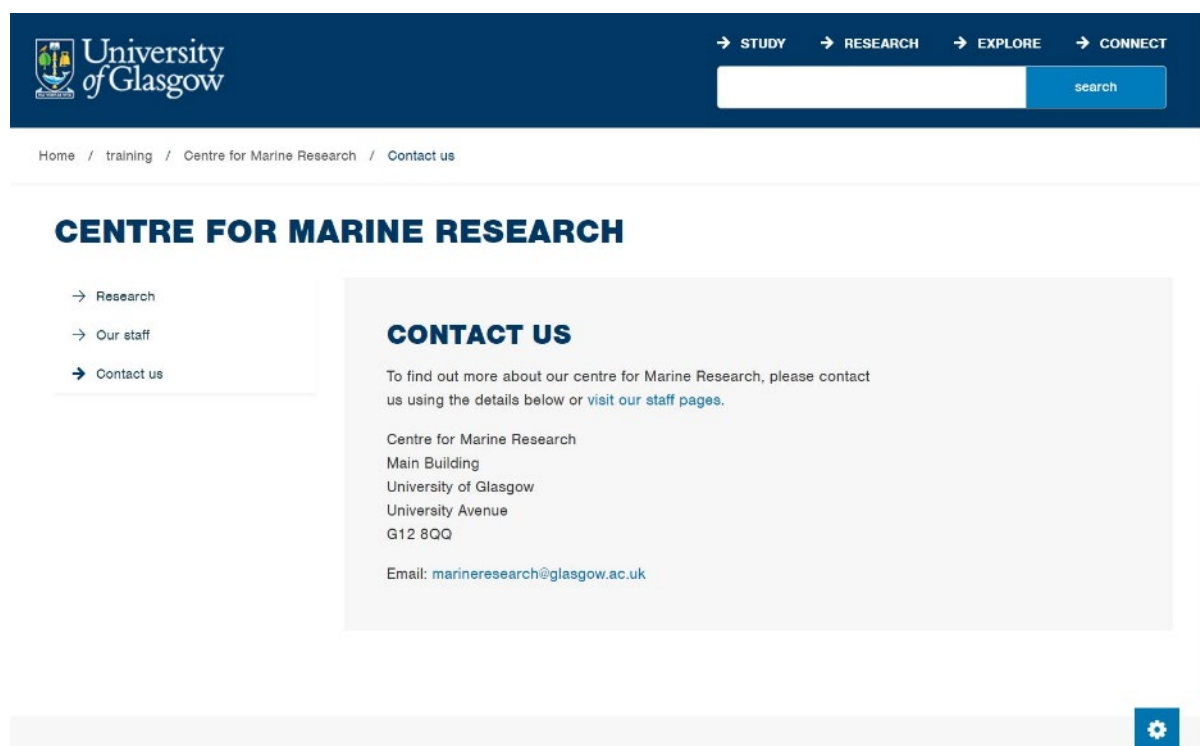 University
of Glasgow
STUDY RESEARCH EXPLORE CONNECT
search
Home / training / Centre for Marine Research / Contact us
CENTRE FOR MARINE RESEARCH
Research
Our staff
Contact us
CONTACT US
To find out more about our centre for Marine Research, please contact
us using the details below or visit our staff pages.
Centre for Marine Research
Main Building
University of Glasgow
University Avenue
G12 8QQ
Email: marineresearch@glasgow.ac.uk